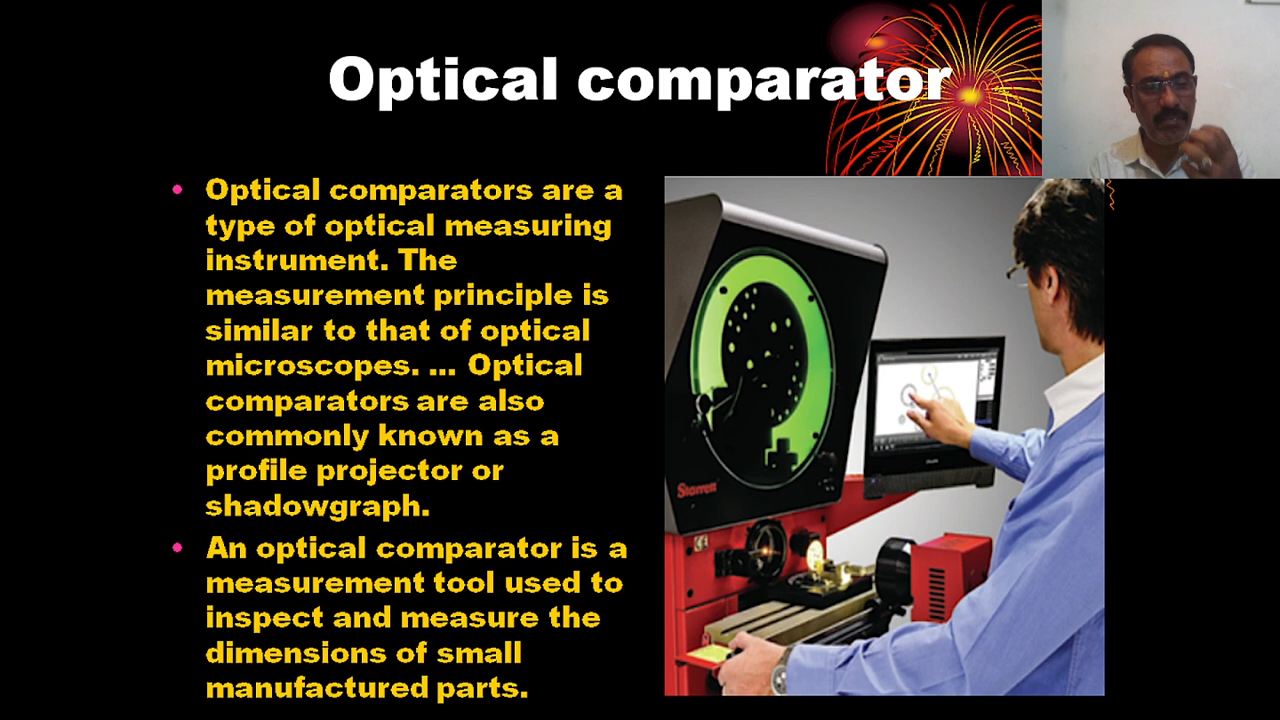 Optical comparator
• Optical comparators are a
type of optical measuring
instrument. The
measurement principle is
similar to that of optical
microscopes. ... Optical
comparators are also
commonly known as a
profile projector or
shadowgraph.
• An optical comparator is a
measurement tool used to
inspect and measure the
dimensions of small
manufactured parts.
Starrett
CE